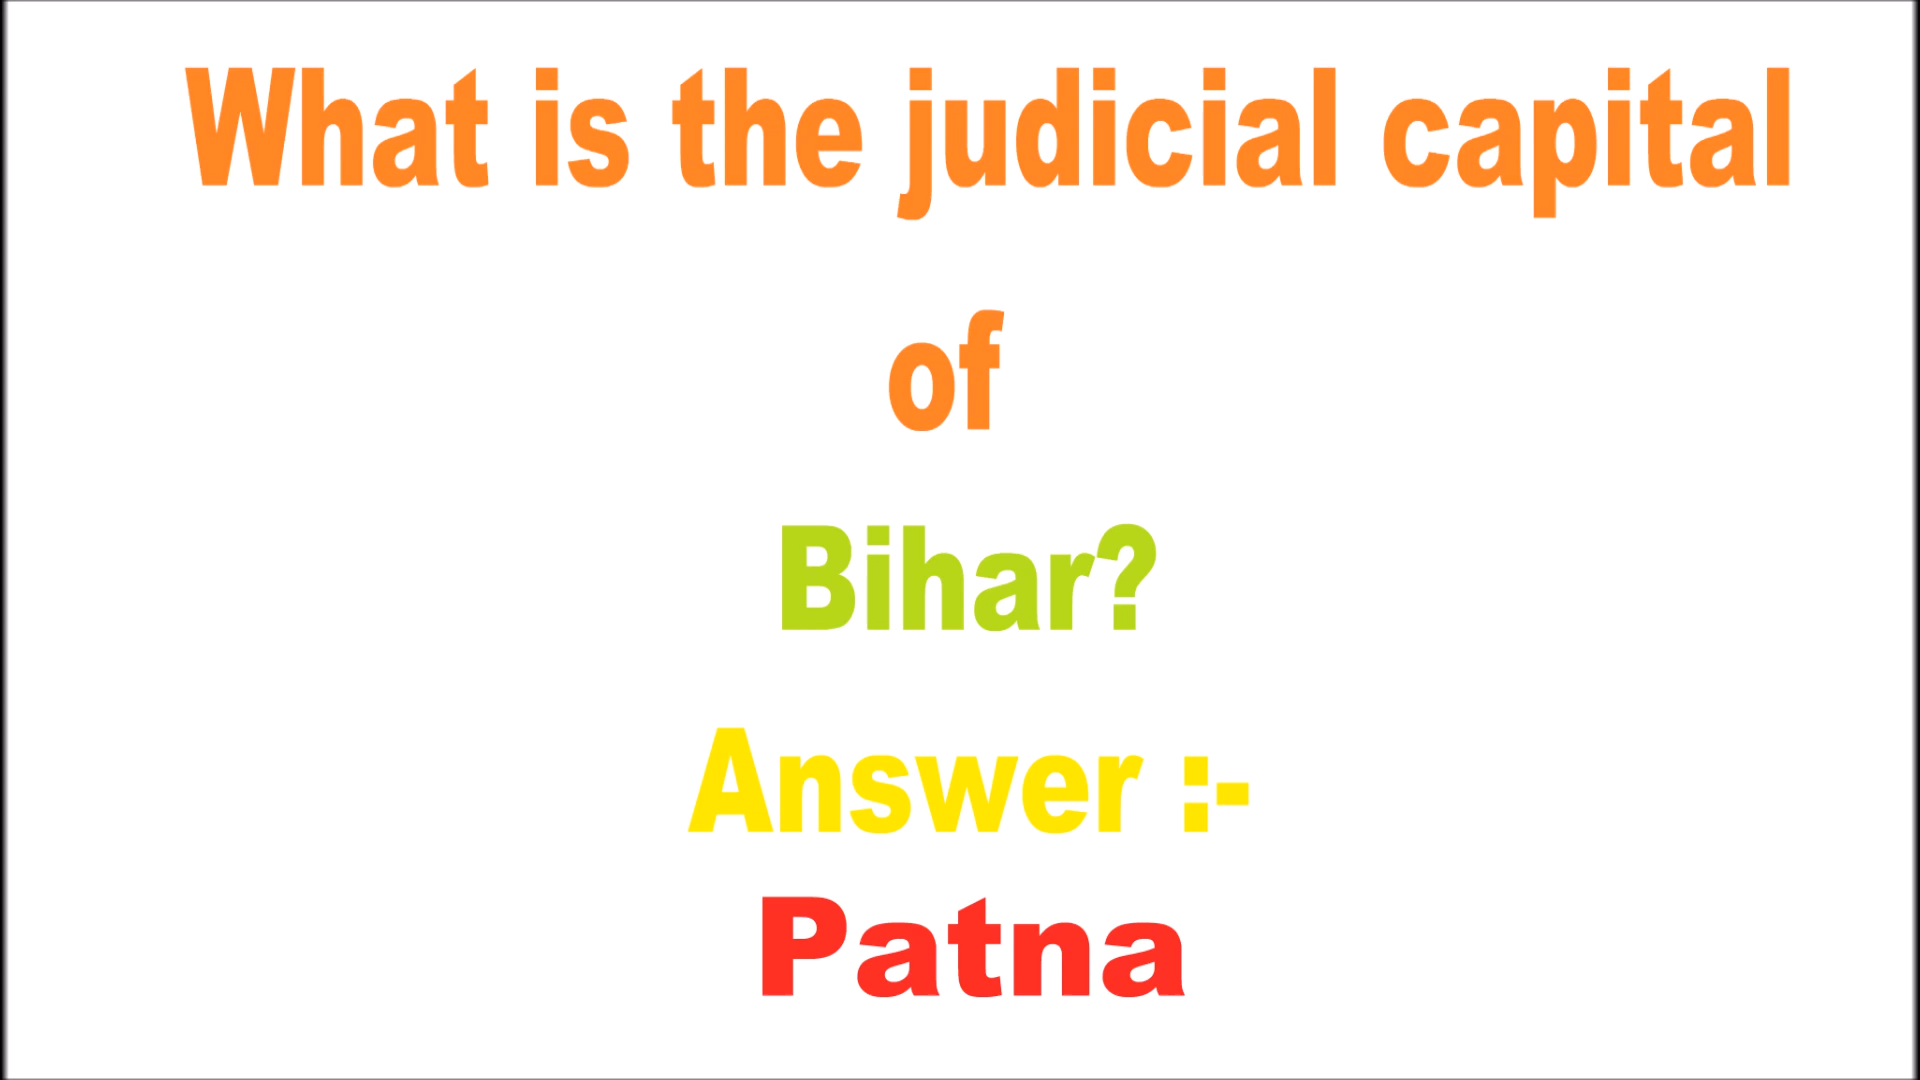 What is the judicial capital
of
Bihar?
Answer :-
Patna